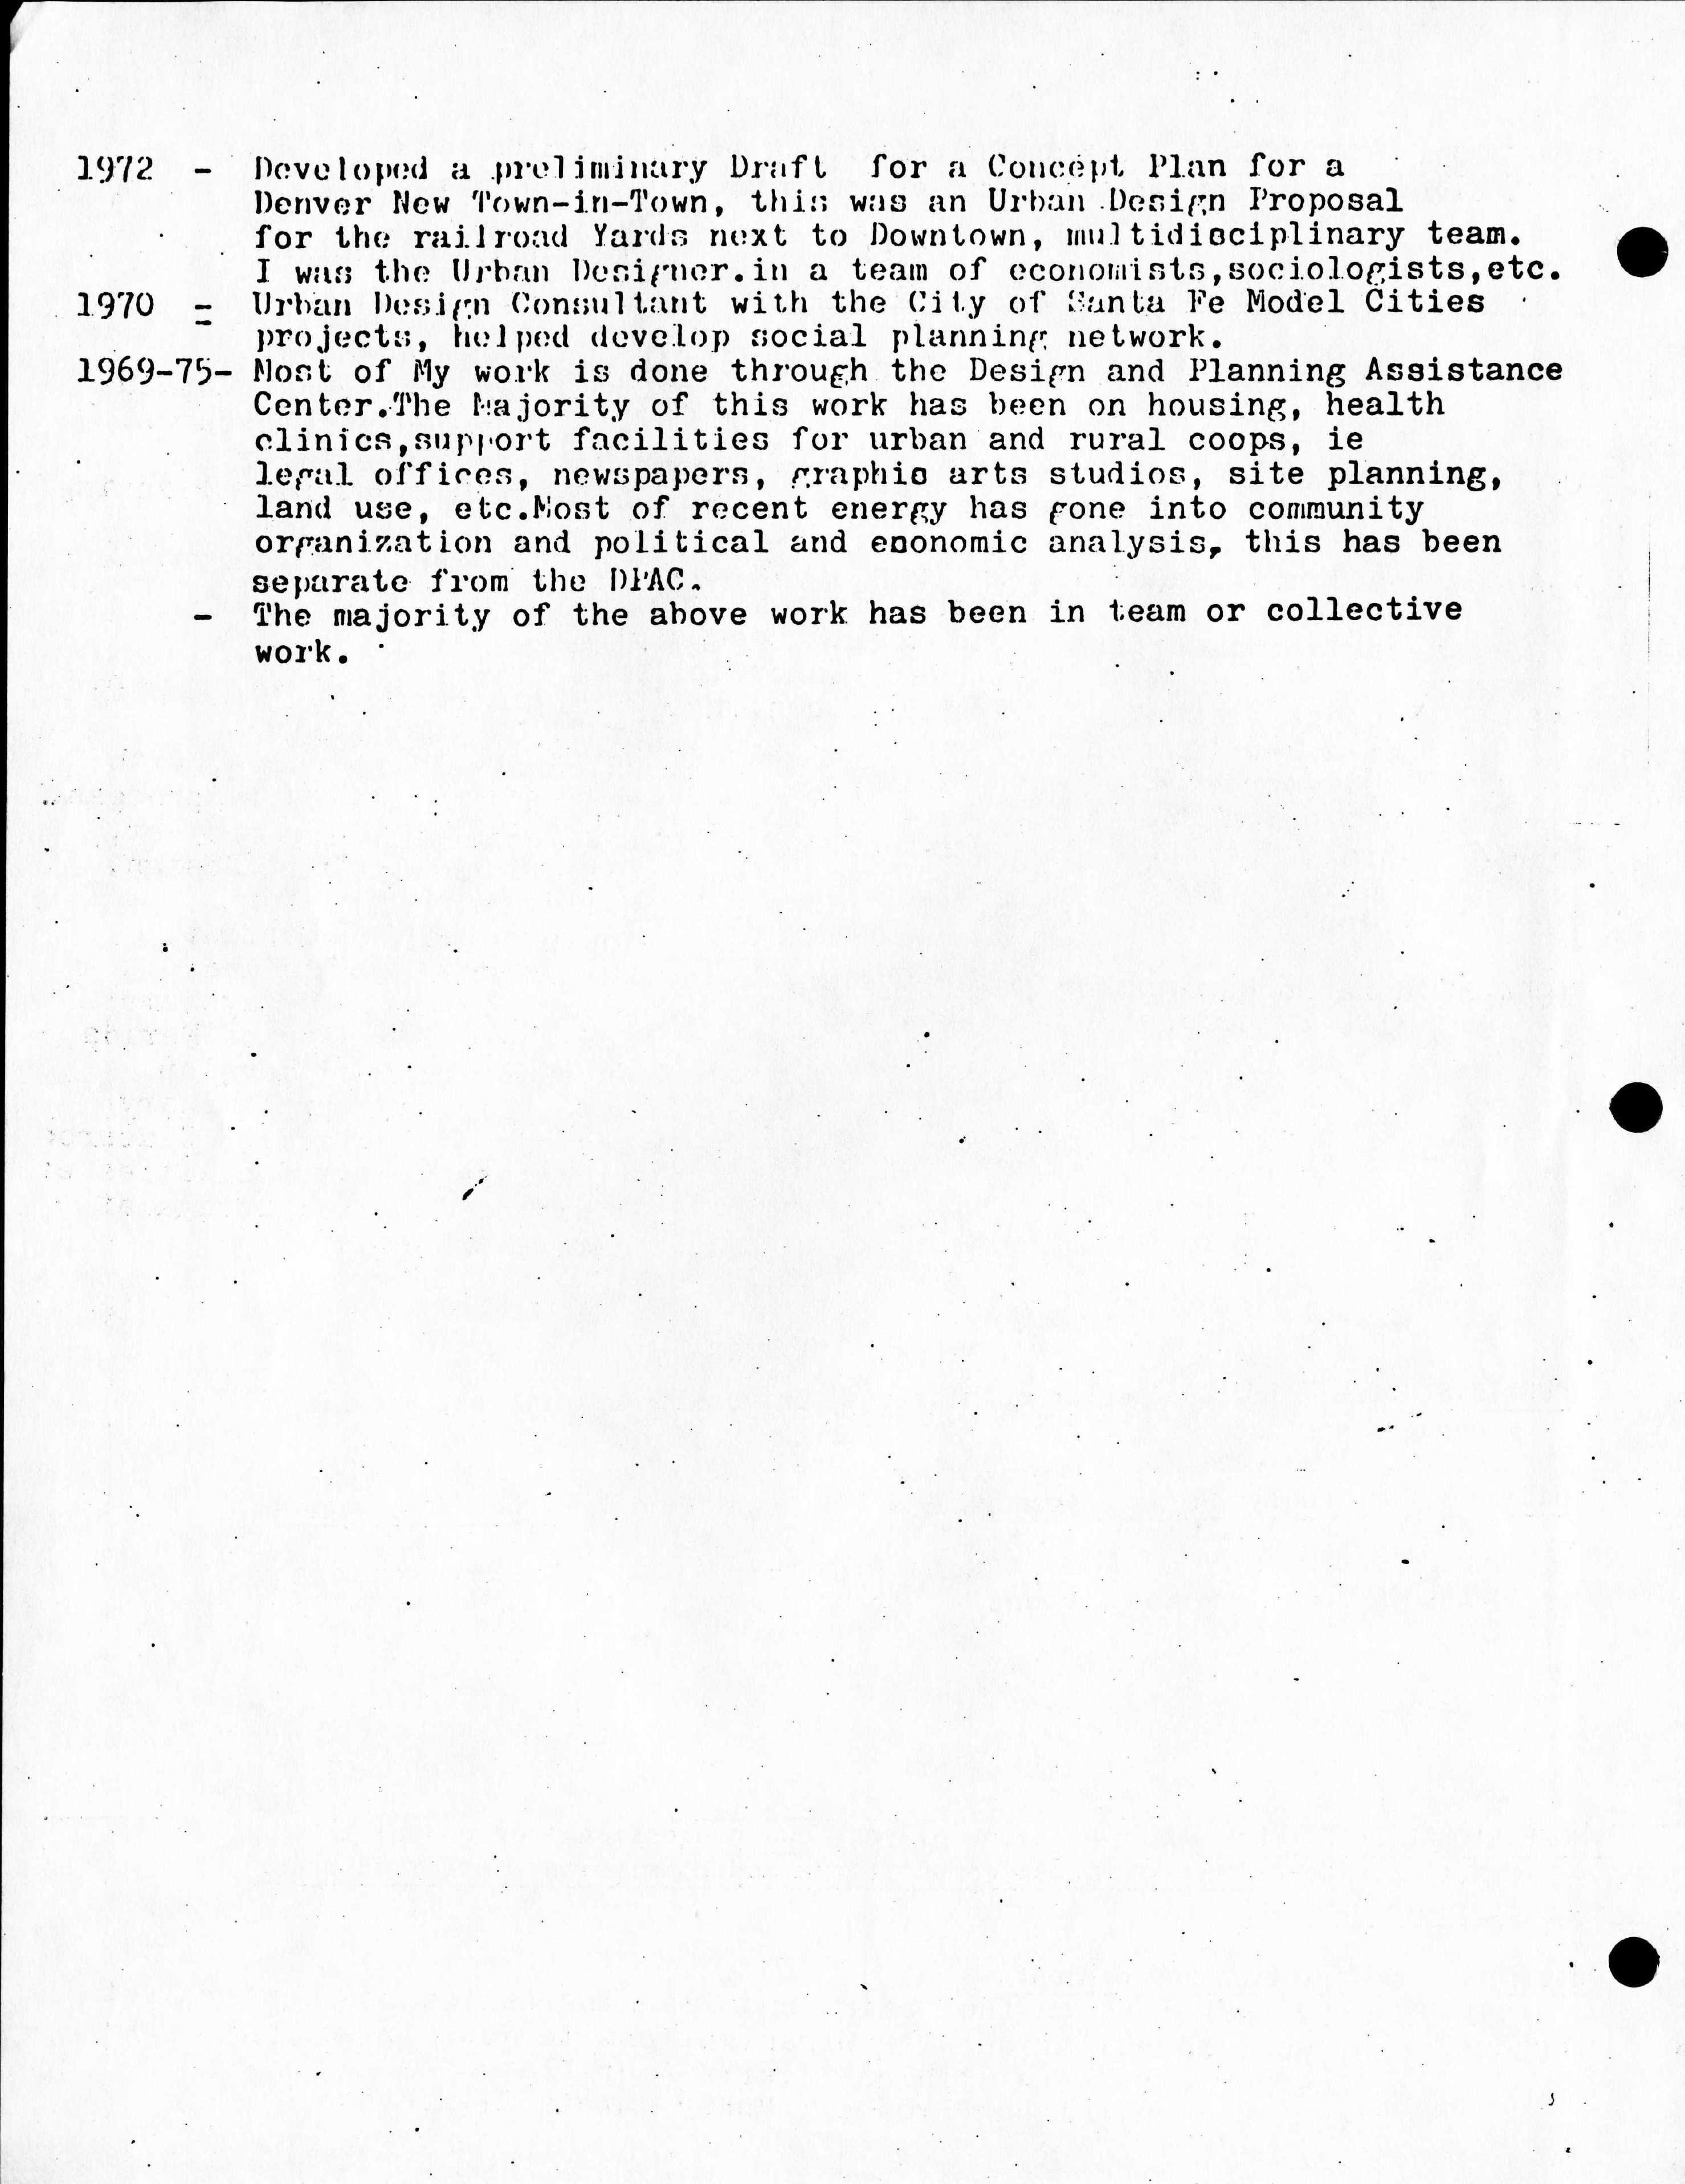 1972 - Developed a preliminary Draft for a Concept Plan for a
Denver New Town-in-Town, this was an Urban Design Proposal
for the railroad Yards next to Downtown, multidisciplinary team.
I was the Urban Designer.in a team of economists,sociologists,etc.
1970 - Urban Design Consultant with the City of Santa Fe Model Cities
projects, helped develop social planning network.
1969-75- Most of My work is done through the Design and Planning Assistance
Center.The Majority of this work has been on housing, health
clinics,support facilities for urban and rural coops, ie
legal offices, newspapers, graphic arts studios, site planning,
land use, etc.Most of recent energy has gone into community
organization and political and enonomic analysis, this has been
separate from the DPAC.
- The majority of the above work has been in team or collective
work.